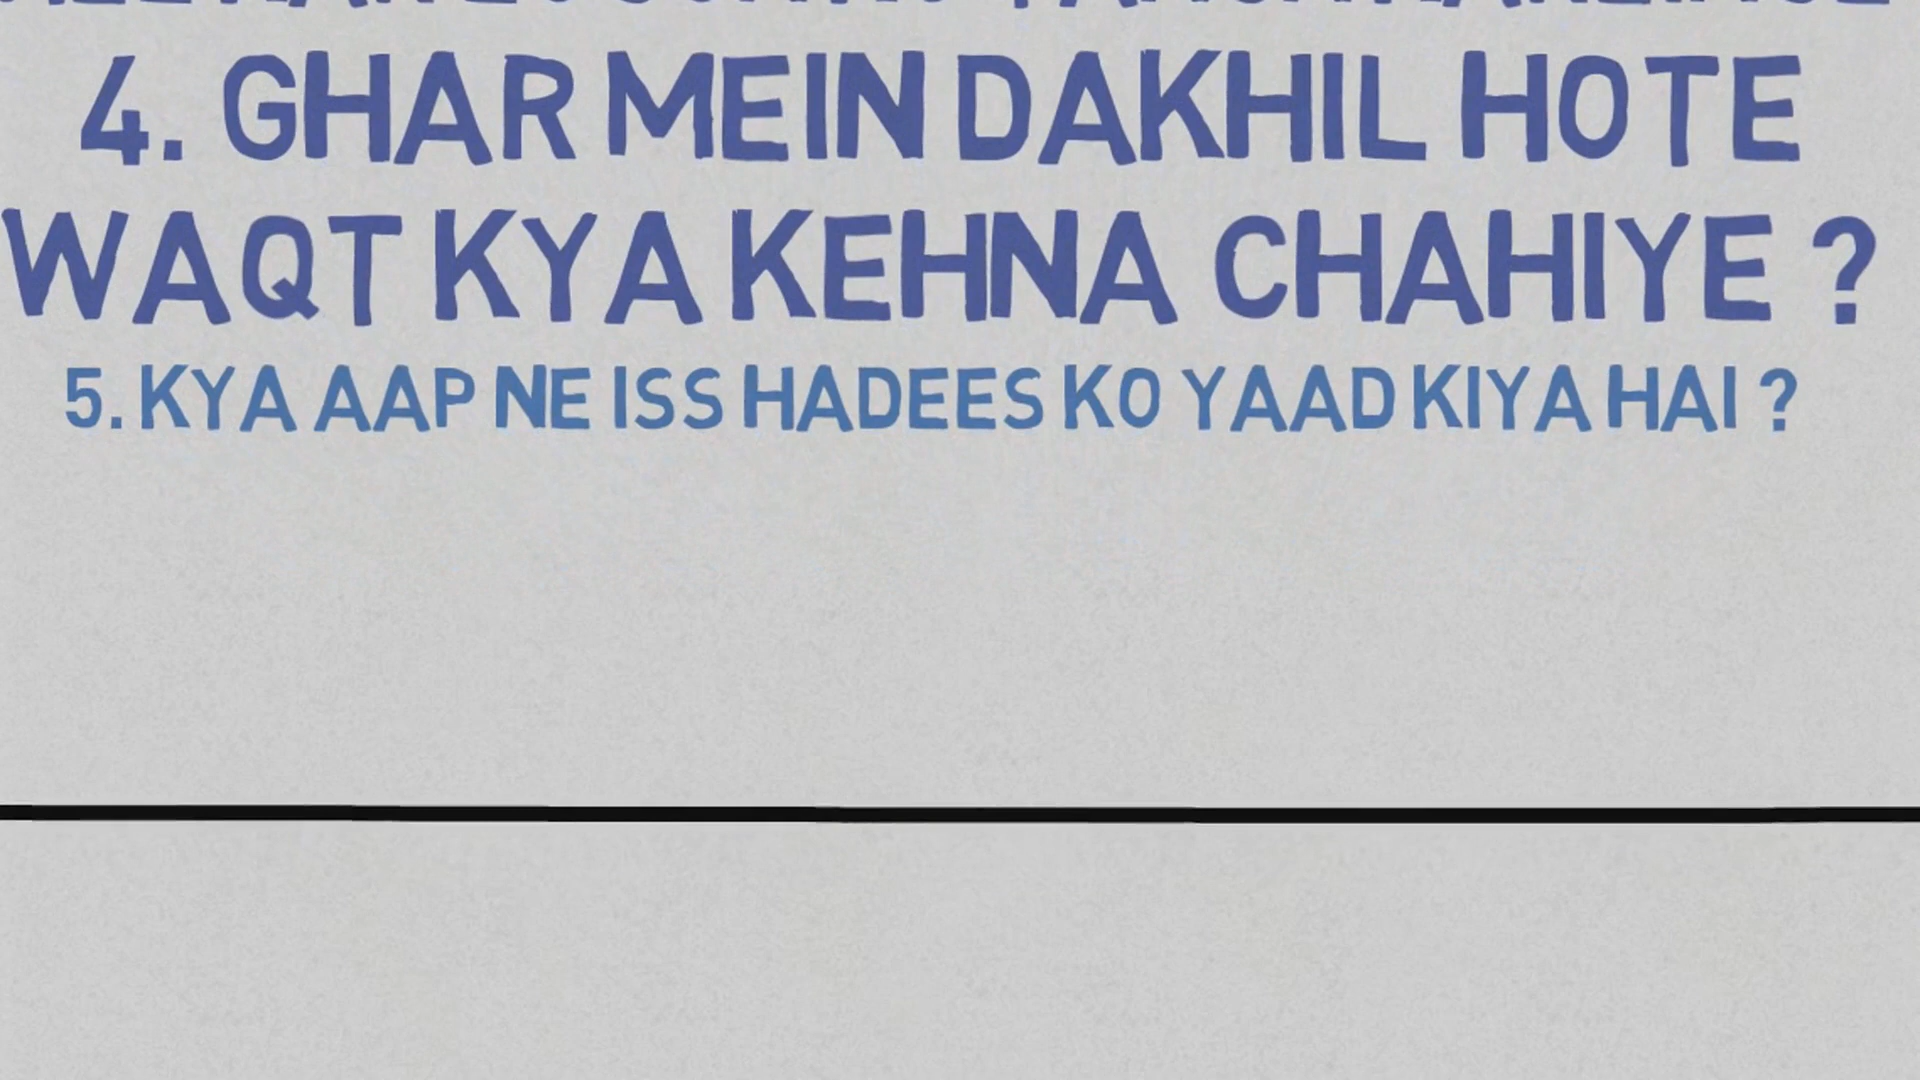 4. GHAR MEIN DAKHIL HOTE
WAQT KYA KEHNA CHAHIYE ?
5. KYA AAP NE ISS HADEES KO YAAD KIYA HAI ?